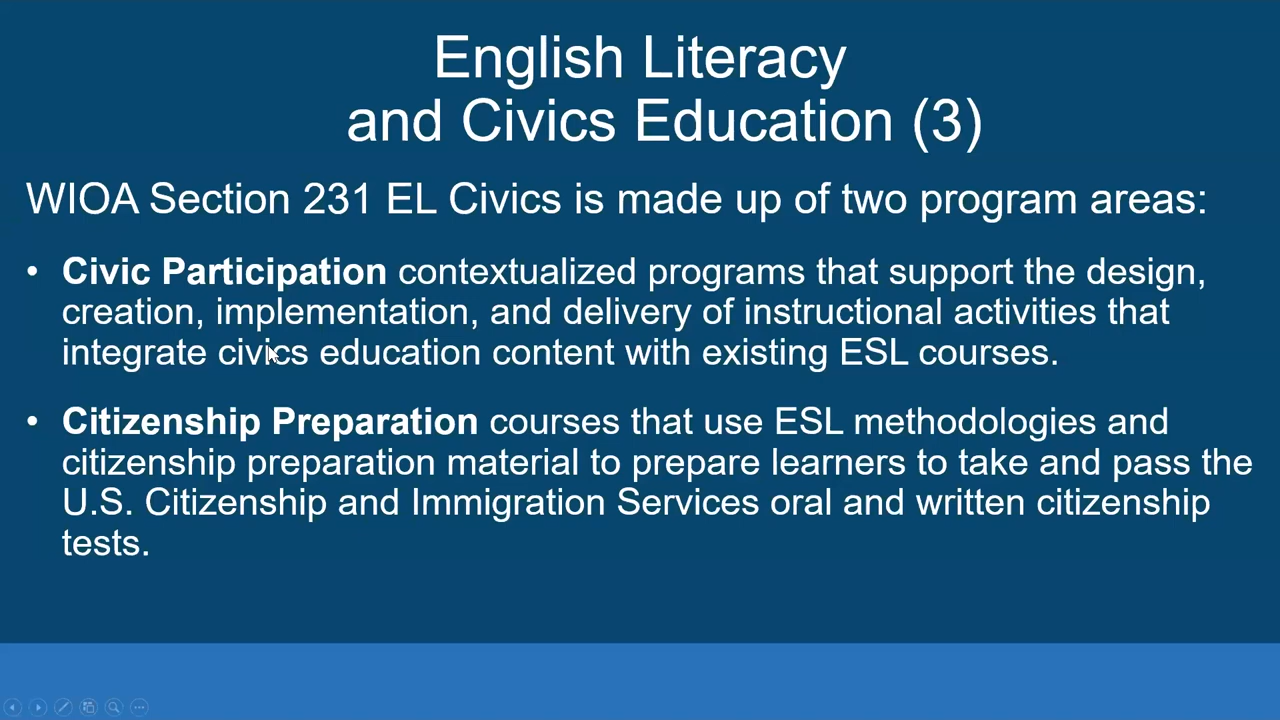 English Literacy
and Civics Education (3)
WIOA Section 231 EL Civics is made up of two program areas:
• Civic Participation contextualized programs that support the design,
creation, implementation, and delivery of instructional activities that
integrate civics education content with existing ESL courses.
• Citizenship Preparation courses that use ESL methodologies and
citizenship preparation material to prepare learners to take and pass the
U.S. Citizenship and Immigration Services oral and written citizenship
tests.